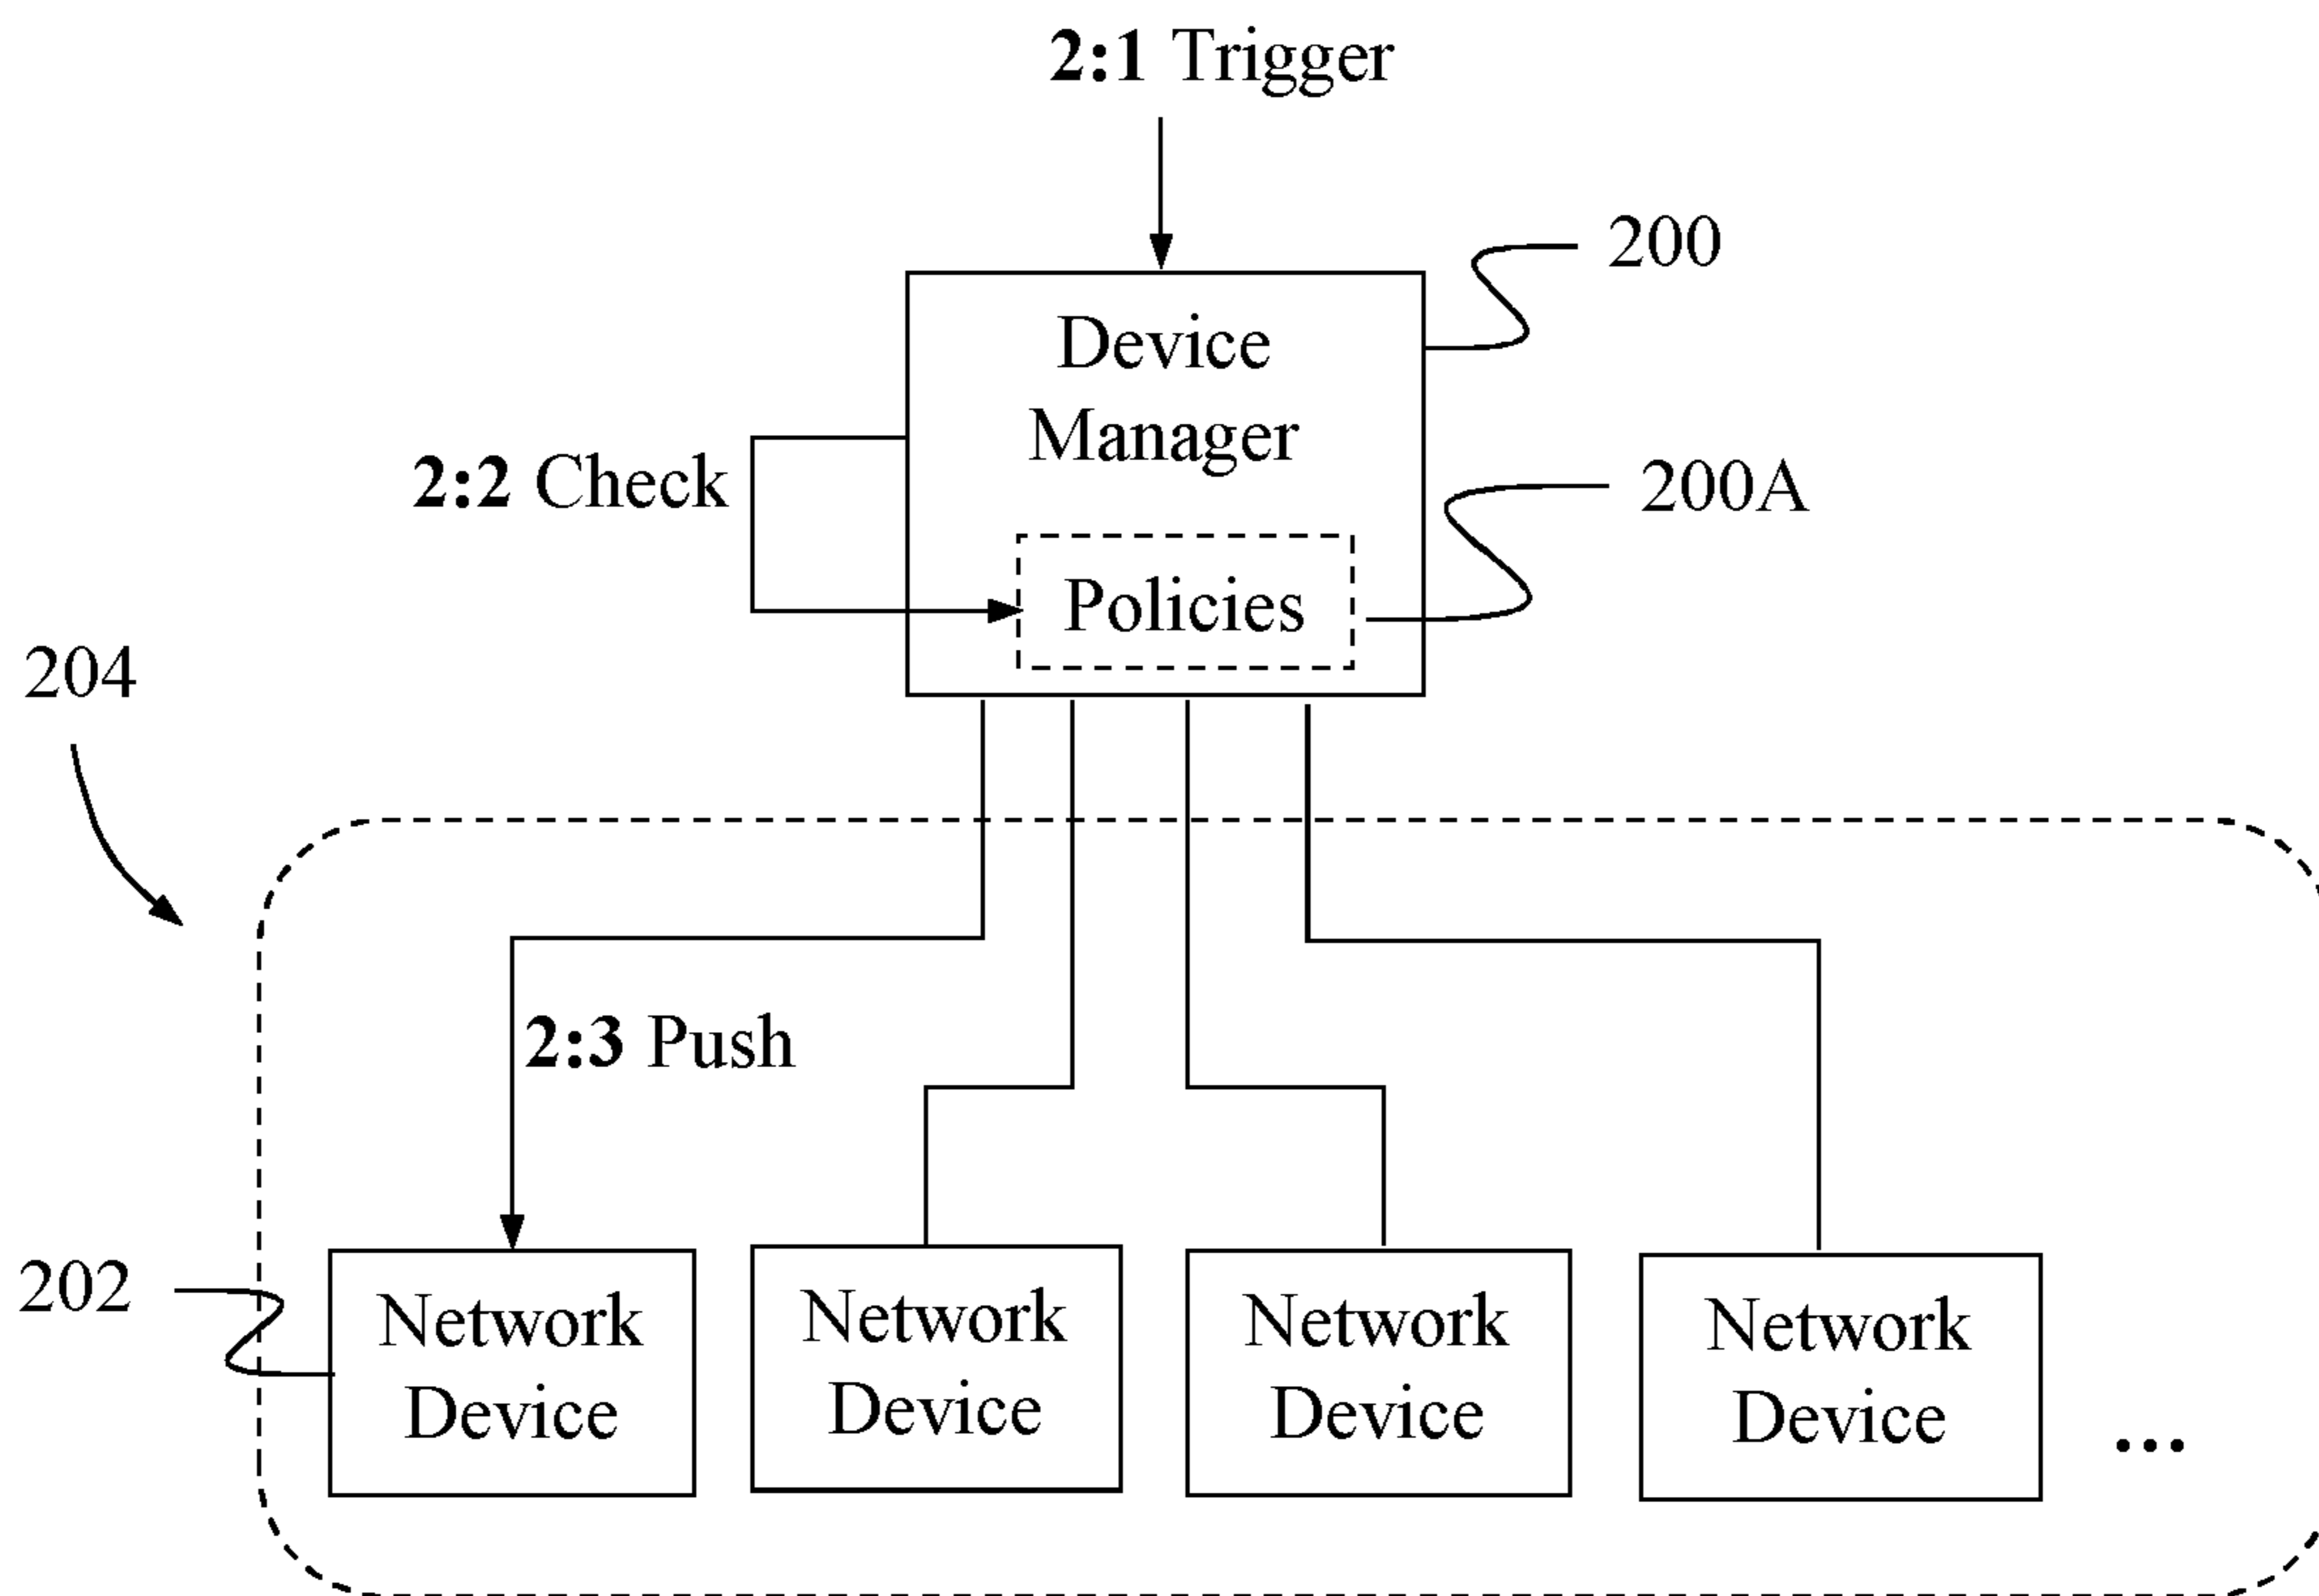 2:1 Trigger
200
Device
Manager
2:2 Check
200A
Policies
204
2:3 Push
202
Network
Device
Network
Device
Network
Device
Network
Device
...